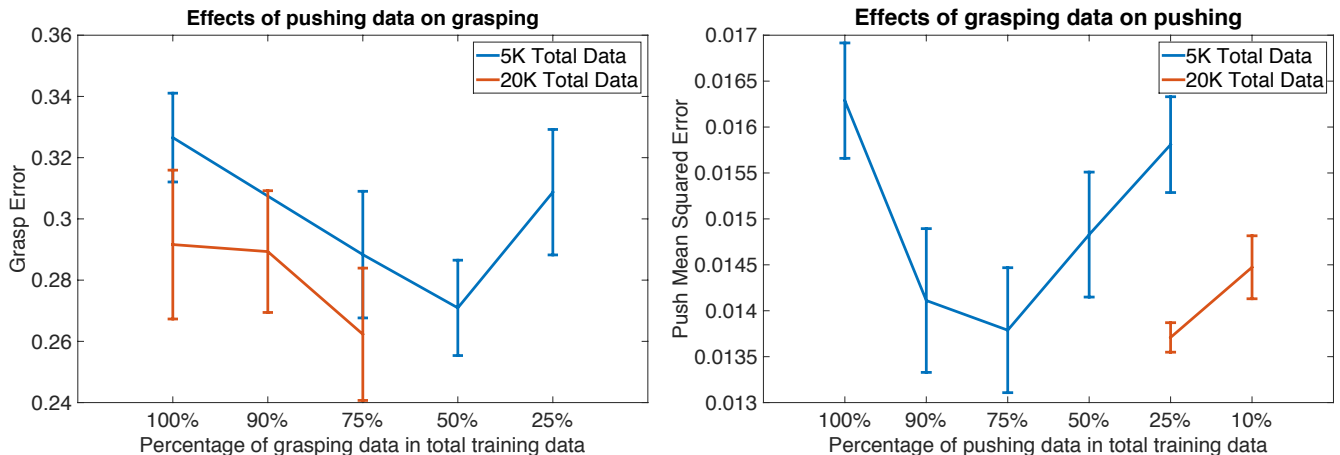 Effects of pushing data on grasping
0.36
0.34
0.32
0.3
0.28
0.26
0.24
Grasp Error
5K Total Data
20K Total Data
100% 90% 75% 50% 25%
Percentage of grasping data in total training data
Effects of grasping data on pushing
0.017
0.0165
0.016
0.0155
0.015
0.0145
0.014
0.0135
0.013
Push Mean Squared Error
5K Total Data
20K Total Data
100% 90% 75% 50% 25% 10%
Percentage of pushing data in total training data